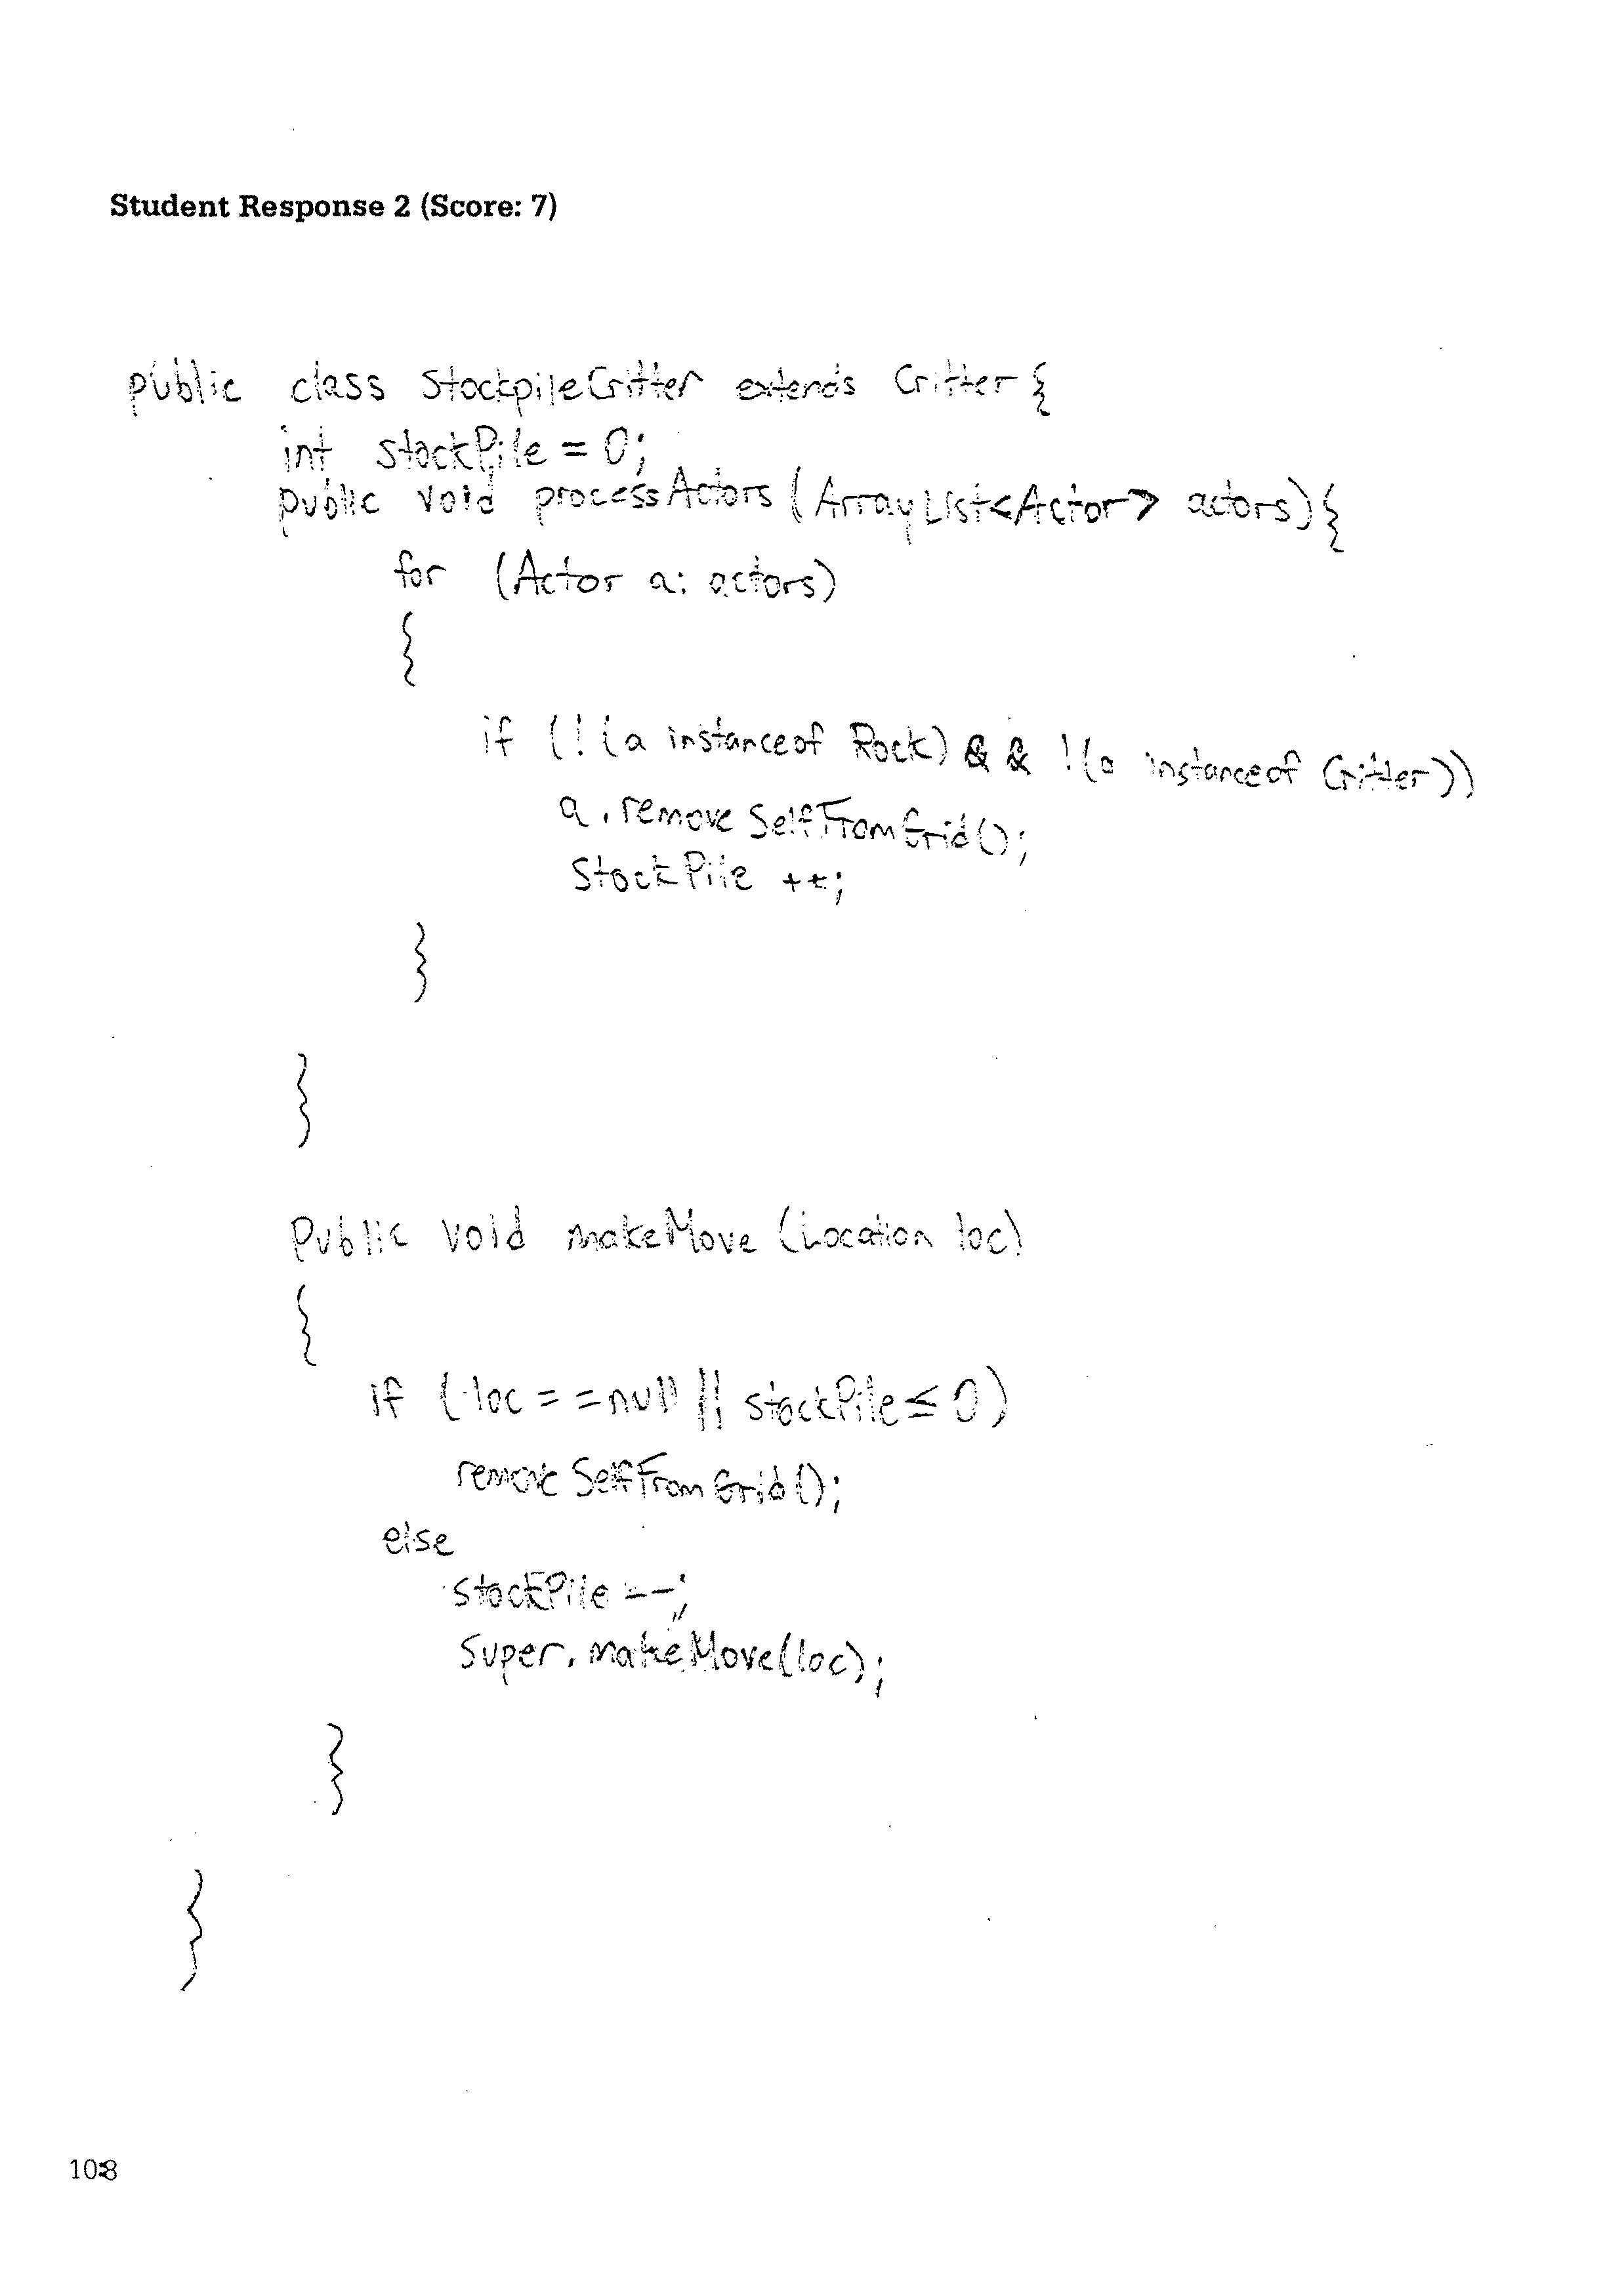 Student Response 2 (Score: 7)
public class StockpileCritter extends Critter {
int stockPile = 0;
public void processActors (ArrayList<Actor> actors) {
for (Actor a: actors)
{
if (! (a instanceof Rock) && !(a instanceof Critter))
a.removeSelfFromGrid();
StockPile ++;
}
}
Public void makeMove (Location loc)
{
if (loc == null || stockPile ≤ 0)
removeSelfFromGrid();
else
stockPile --;
Super.makeMove(loc);
}
}